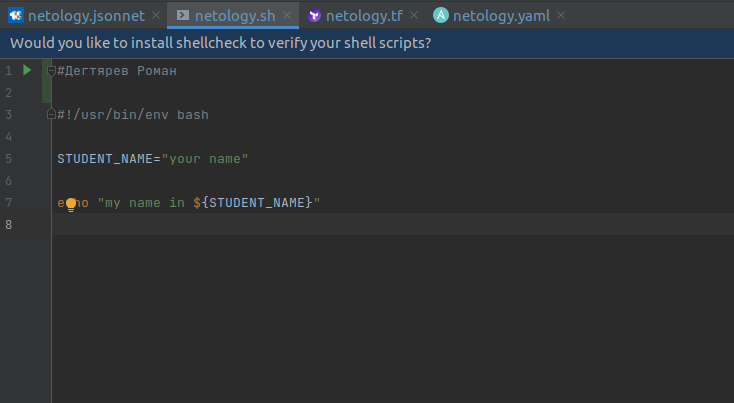 netology.jsonnet netology.sh netology.tf netology.yaml
Would you like to install shellcheck to verify your shell scripts?
1 #Дегтярев Роман
2
3 #!/usr/bin/env bash
4
5 STUDENT_NAME="your name"
6
7 echo "my name in ${STUDENT_NAME}"
8